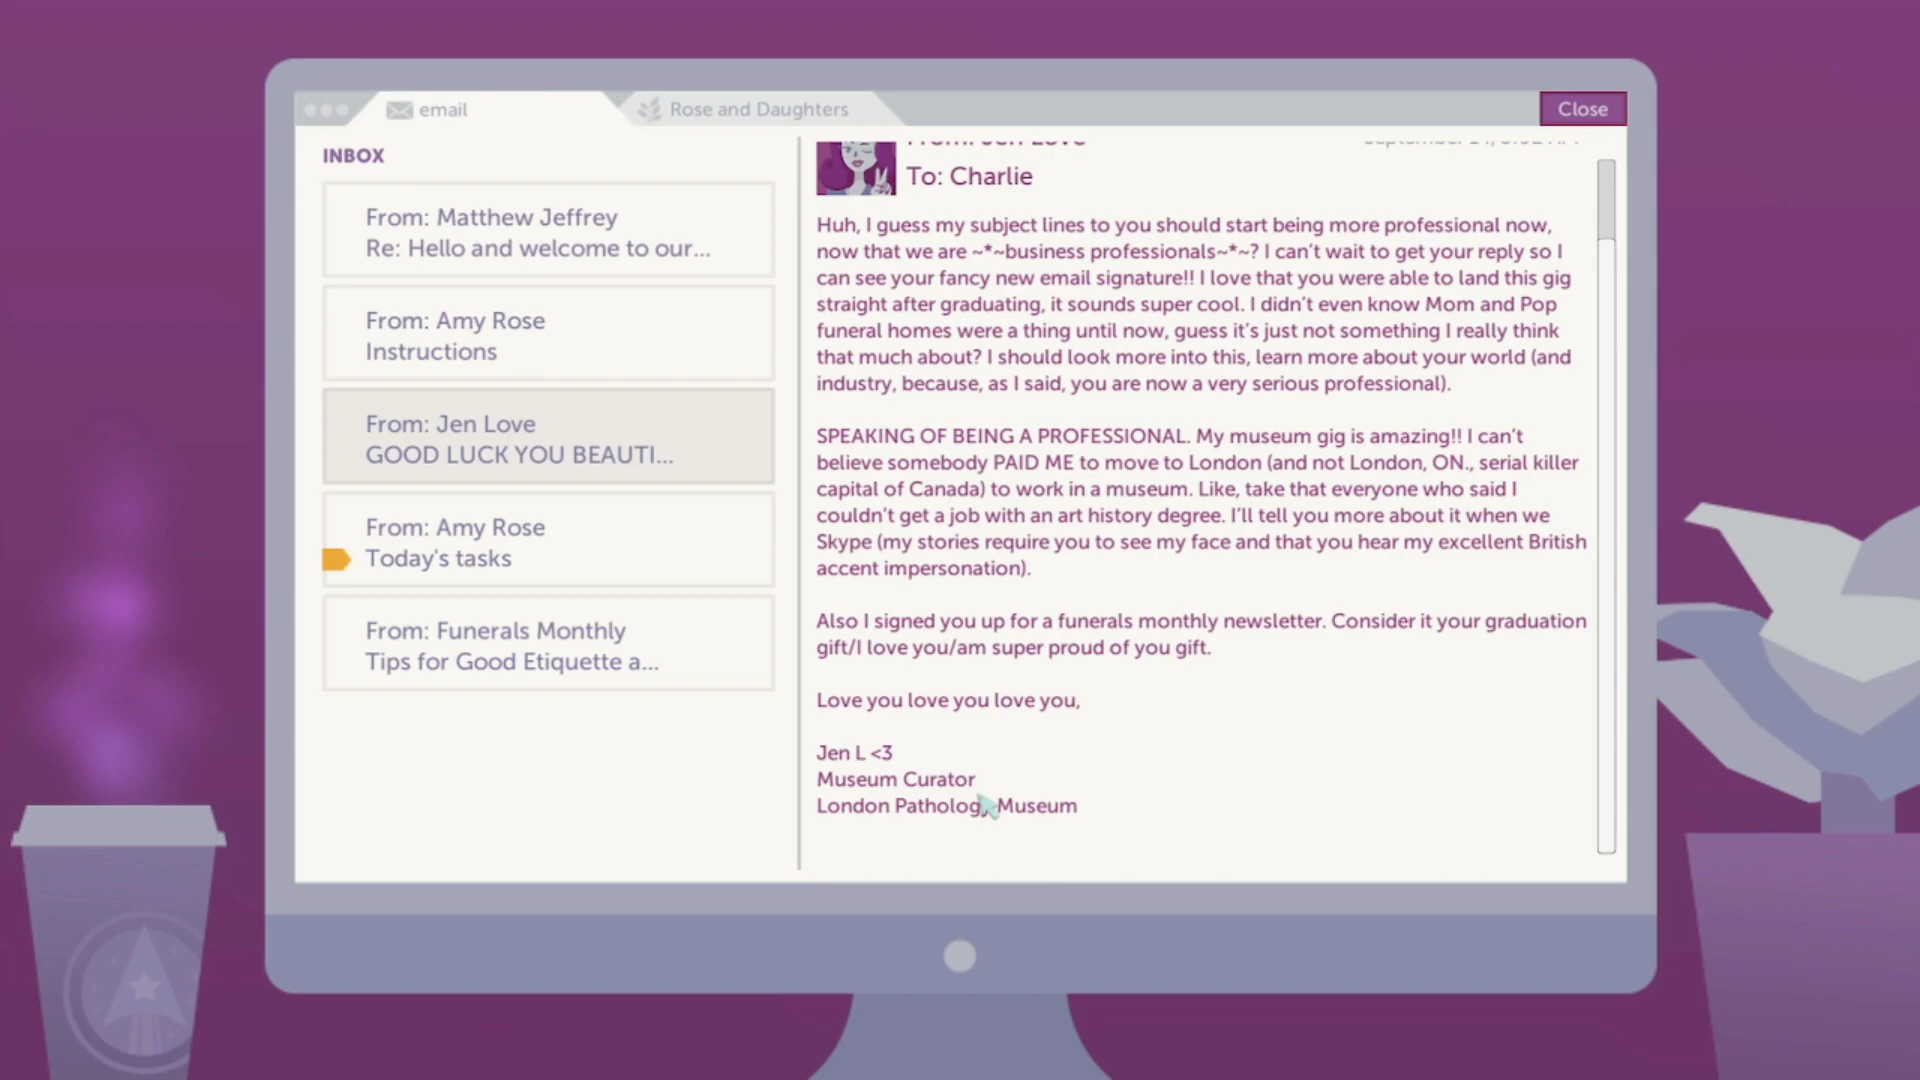 email
Rose and Daughters
Close
INBOX
From: Matthew Jeffrey
Re: Hello and welcome to our...
From: Amy Rose
Instructions
From: Jen Love
GOOD LUCK YOU BEAUTI...
From: Amy Rose
Today's tasks
From: Funerals Monthly
Tips for Good Etiquette a...
From: Jen Love
To: Charlie
Huh, I guess my subject lines to you should start being more professional now,
now that we are ~*~business professionals~*~? I can't wait to get your reply so I
can see your fancy new email signature!! I love that you were able to land this gig
straight after graduating, it sounds super cool. I didn't even know Mom and Pop
funeral homes were a thing until now, guess it's just not something I really think
that much about? I should look more into this, learn more about your world (and
industry, because, as I said, you are now a very serious professional).
SPEAKING OF BEING A PROFESSIONAL. My museum gig is amazing!! I can't
believe somebody PAID ME to move to London (and not London, ON., serial killer
capital of Canada) to work in a museum. Like, take that everyone who said I
couldn't get a job with an art history degree. I'll tell you more about it when we
Skype (my stories require you to see my face and that you hear my excellent British
accent impersonation).
Also I signed you up for a funerals monthly newsletter. Consider it your graduation
gift/I love you/am super proud of you gift.
Love you love you love you,
Jen L <3
Museum Curator
London Pathology Museum